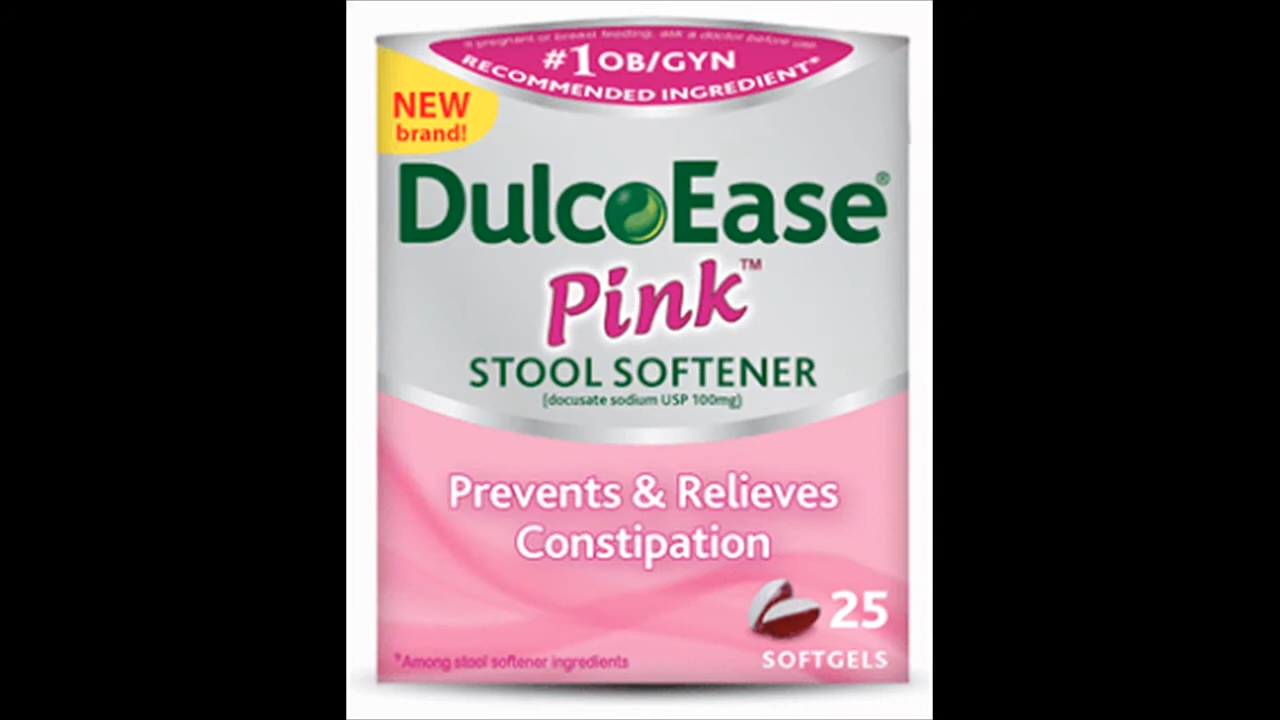 If pregnant or breast feeding, ask a doctor before use.
#1 OB/GYN
RECOMMENDED INGREDIENT*
NEW
brand!
DulcoEase®
Pink™
STOOL SOFTENER
(docusate sodium USP 100mg)
Prevents & Relieves
Constipation
25
SOFTGELS
*Among stool softener ingredients